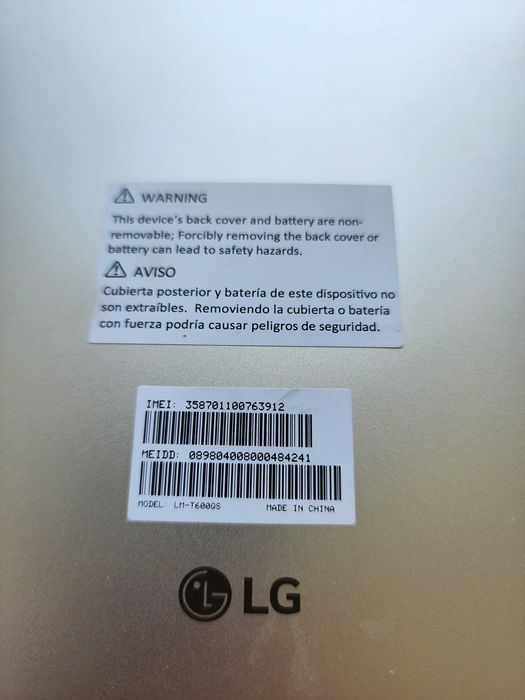 WARNING
This device's back cover and battery are non-
removable; Forcibly removing the back cover or
battery can lead to safety hazards.
AVISO
Cubierta posterior y batería de este dispositivo no
son extraíbles. Removiendo la cubierta o batería
con fuerza podría causar peligros de seguridad.
IMEI: 358701100763912
MEIDD: 089804008000484241
MODEL: LM-T600QS MADE IN CHINA
LG